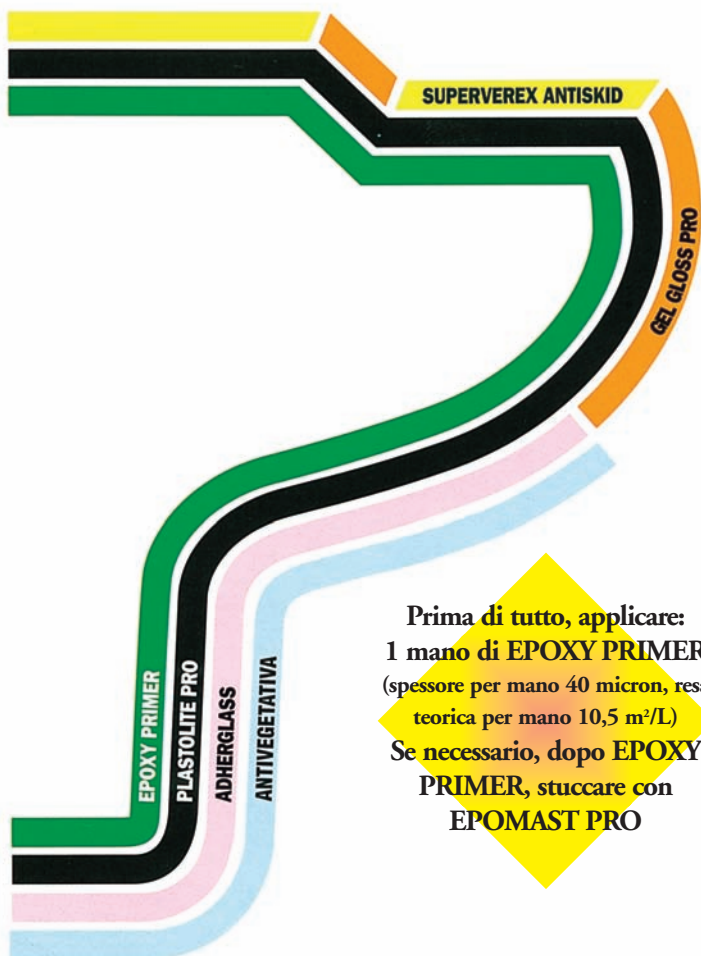 SUPERVEREX ANTISKID
GEL GLOSS PRO
EPOXY PRIMER
PLASTOLITE PRO
ADHERGLASS
ANTIVEGETATIVA
Prima di tutto, applicare:
1 mano di EPOXY PRIMER
(spessore per mano 40 micron, resa
teorica per mano 10,5 m²/L)
Se necessario, dopo EPOXY
PRIMER, stuccare con
EPOMAST PRO